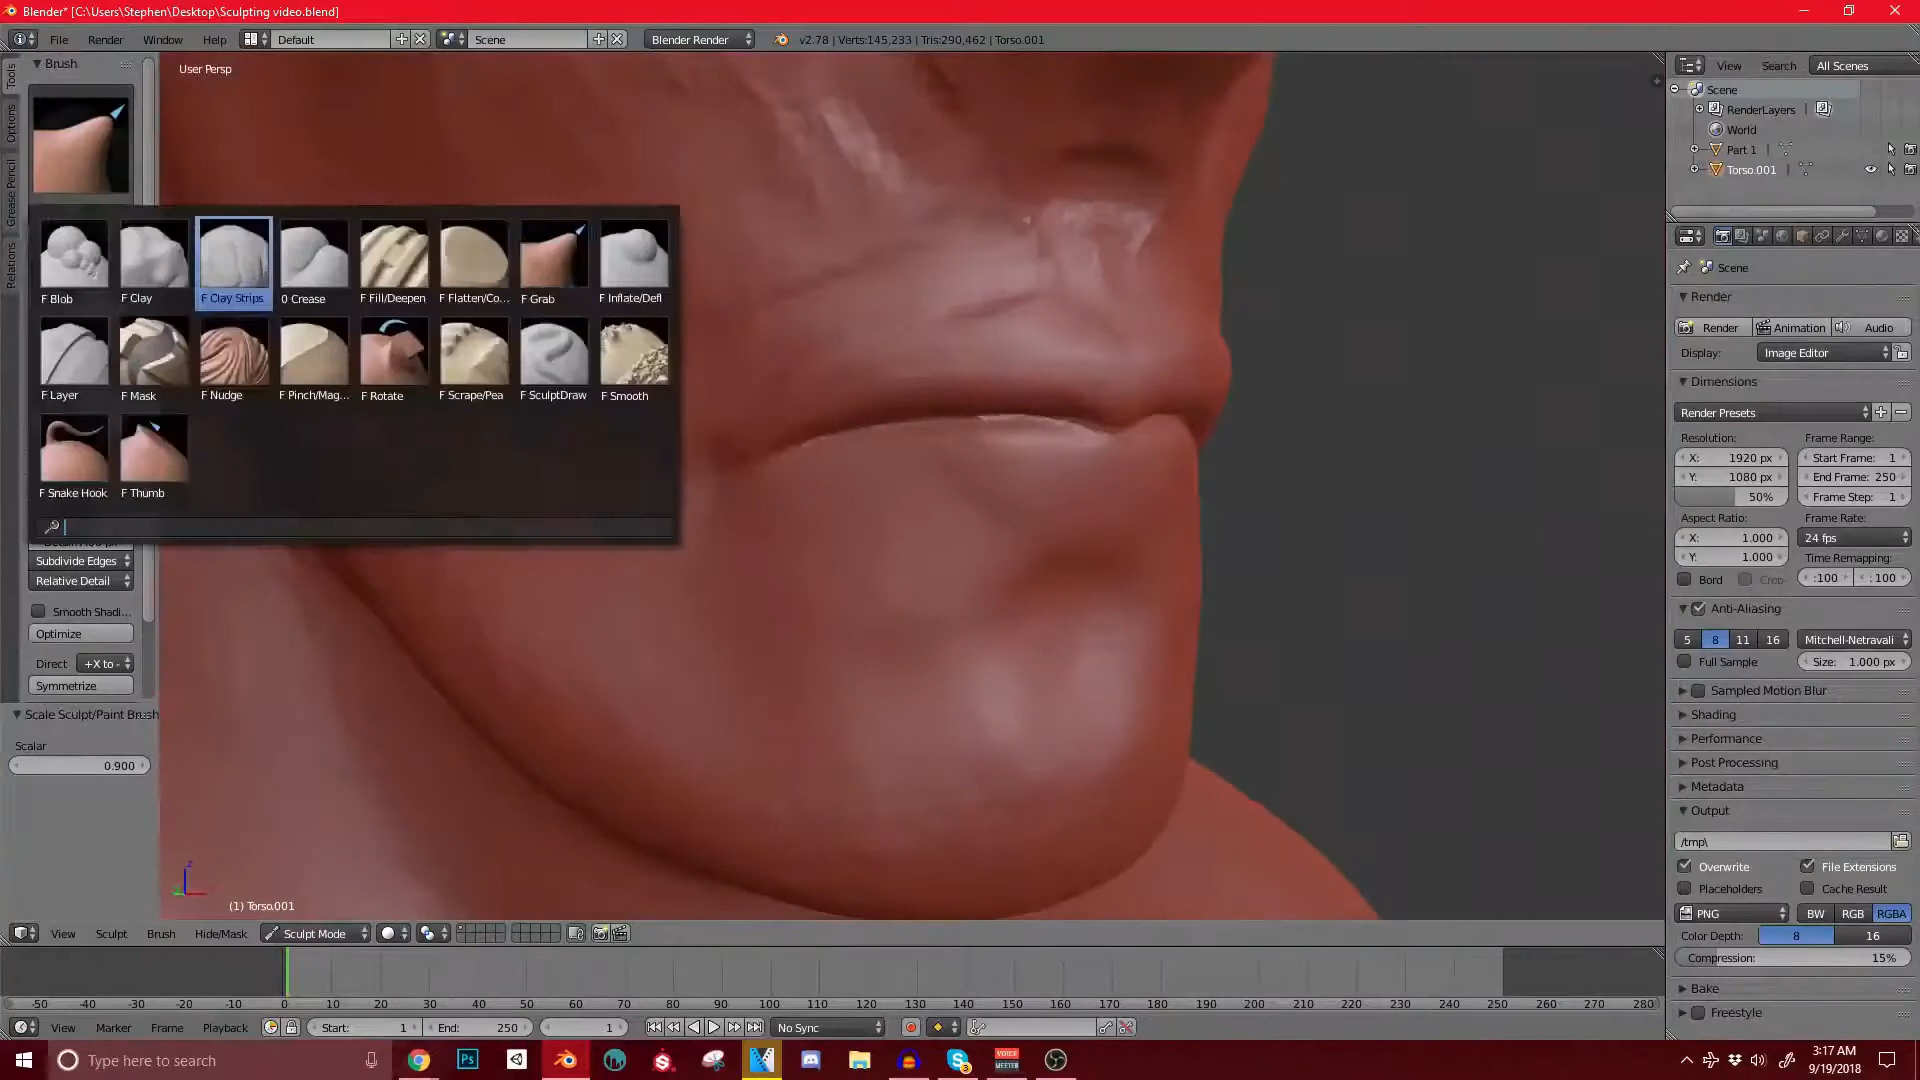 Blender* [C:\Users\Stephen\Desktop\Sculpting video.blend]
File Render Window Help Default Scene Blender Render v2.78 | Verts:145,233 | Tris:290,462 | Torso.001
Tools
Options
Grease Pencil
Relations
Brush
User Persp
F Blob F Clay F Clay Strips 0 Crease F Fill/Deepen F Flatten/Co... F Grab F Inflate/Defl
F Layer F Mask F Nudge F Pinch/Mag... F Rotate F Scrape/Pea F SculptDraw F Smooth
F Snake Hook F Thumb
Subdivide Edges
Relative Detail
Smooth Shadi...
Optimize
Direct +X to -
Symmetrize
Scale Sculpt/Paint Brush
Scalar
0.900
z
(1) Torso.001
View Sculpt Brush Hide/Mask Sculpt Mode
-50 -40 -30 -20 -10 0 10 20 30 40 50 60 70 80 90 100 110 120 130 140 150 160 170 180 190 200 210 220 230 240 250 260 270 280
View Marker Frame Playback Start: 1 End: 250 1 No Sync
View Search All Scenes
Scene
RenderLayers
World
Part 1
Torso.001
Scene
Render
Render Animation Audio
Display: Image Editor
Dimensions
Render Presets
Resolution: Frame Range:
X: 1920 px Start Frame: 1
Y: 1080 px End Frame: 250
50% Frame Step: 1
Aspect Ratio: Frame Rate:
X: 1.000 24 fps
Y: 1.000 Time Remapping:
Bord Crop :100 :100
Anti-Aliasing
5 8 11 16 Mitchell-Netravali
Full Sample Size: 1.000 px
Sampled Motion Blur
Shading
Performance
Post Processing
Metadata
Output
/tmp\
Overwrite File Extensions
Placeholders Cache Result
PNG BW RGB RGBA
Color Depth: 8 16
Compression: 15%
Bake
Freestyle
Type here to search
Ps
VOICE
MEETER
3:17 AM
9/19/2018